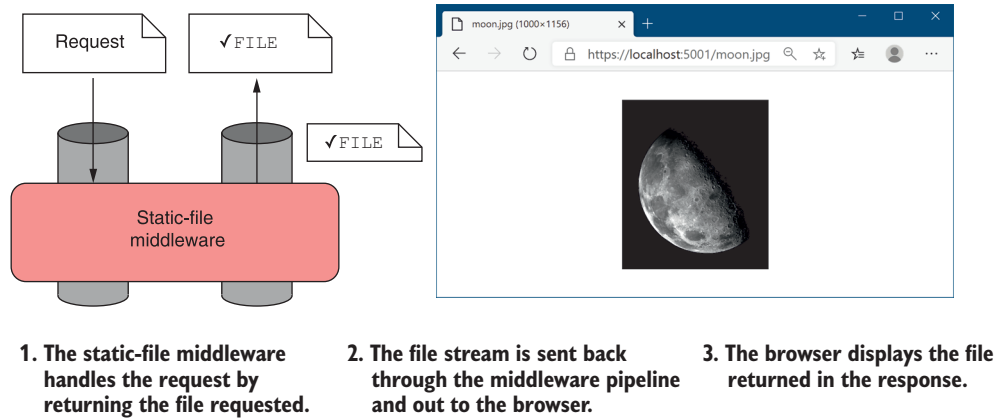 Request
✓FILE
✓FILE
Static-file
middleware
moon.jpg (1000×1156)
https://localhost:5001/moon.jpg
1. The static-file middleware
handles the request by
returning the file requested.
2. The file stream is sent back
through the middleware pipeline
and out to the browser.
3. The browser displays the file
returned in the response.